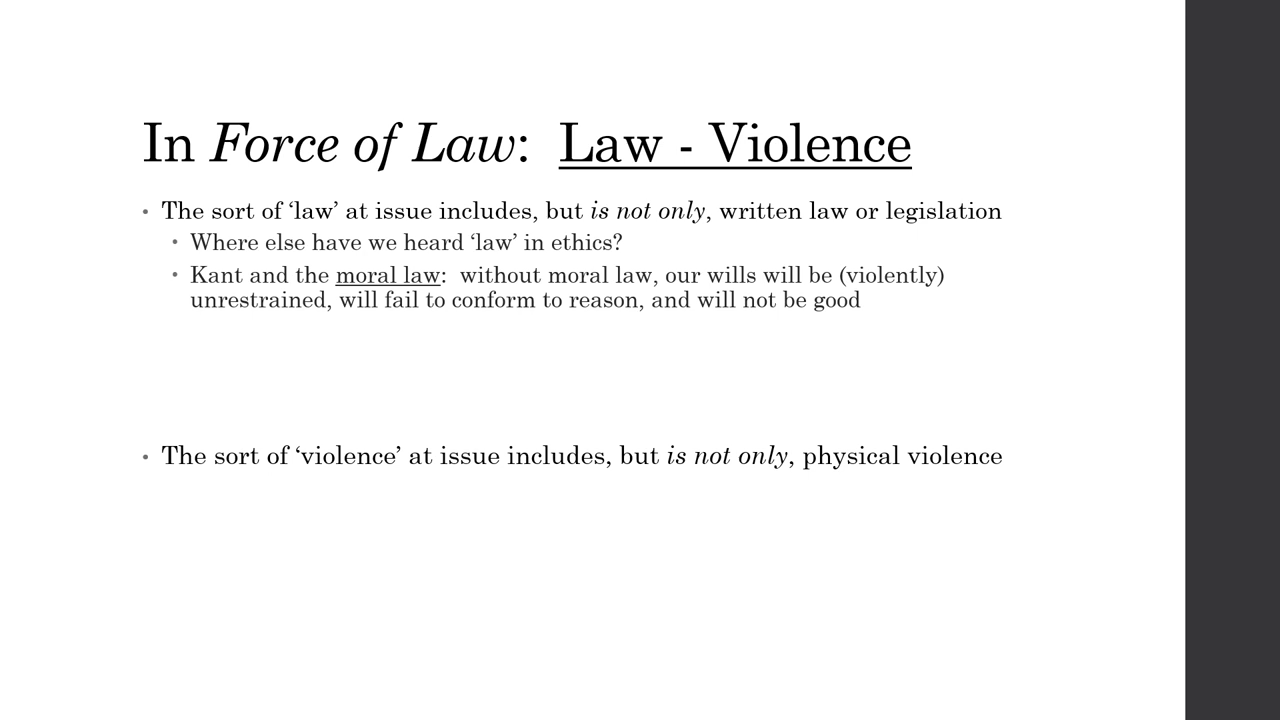 In Force of Law:  Law - Violence
• The sort of ‘law’ at issue includes, but is not only, written law or legislation
• Where else have we heard ‘law’ in ethics?
• Kant and the moral law:  without moral law, our wills will be (violently)
unrestrained, will fail to conform to reason, and will not be good
• The sort of ‘violence’ at issue includes, but is not only, physical violence